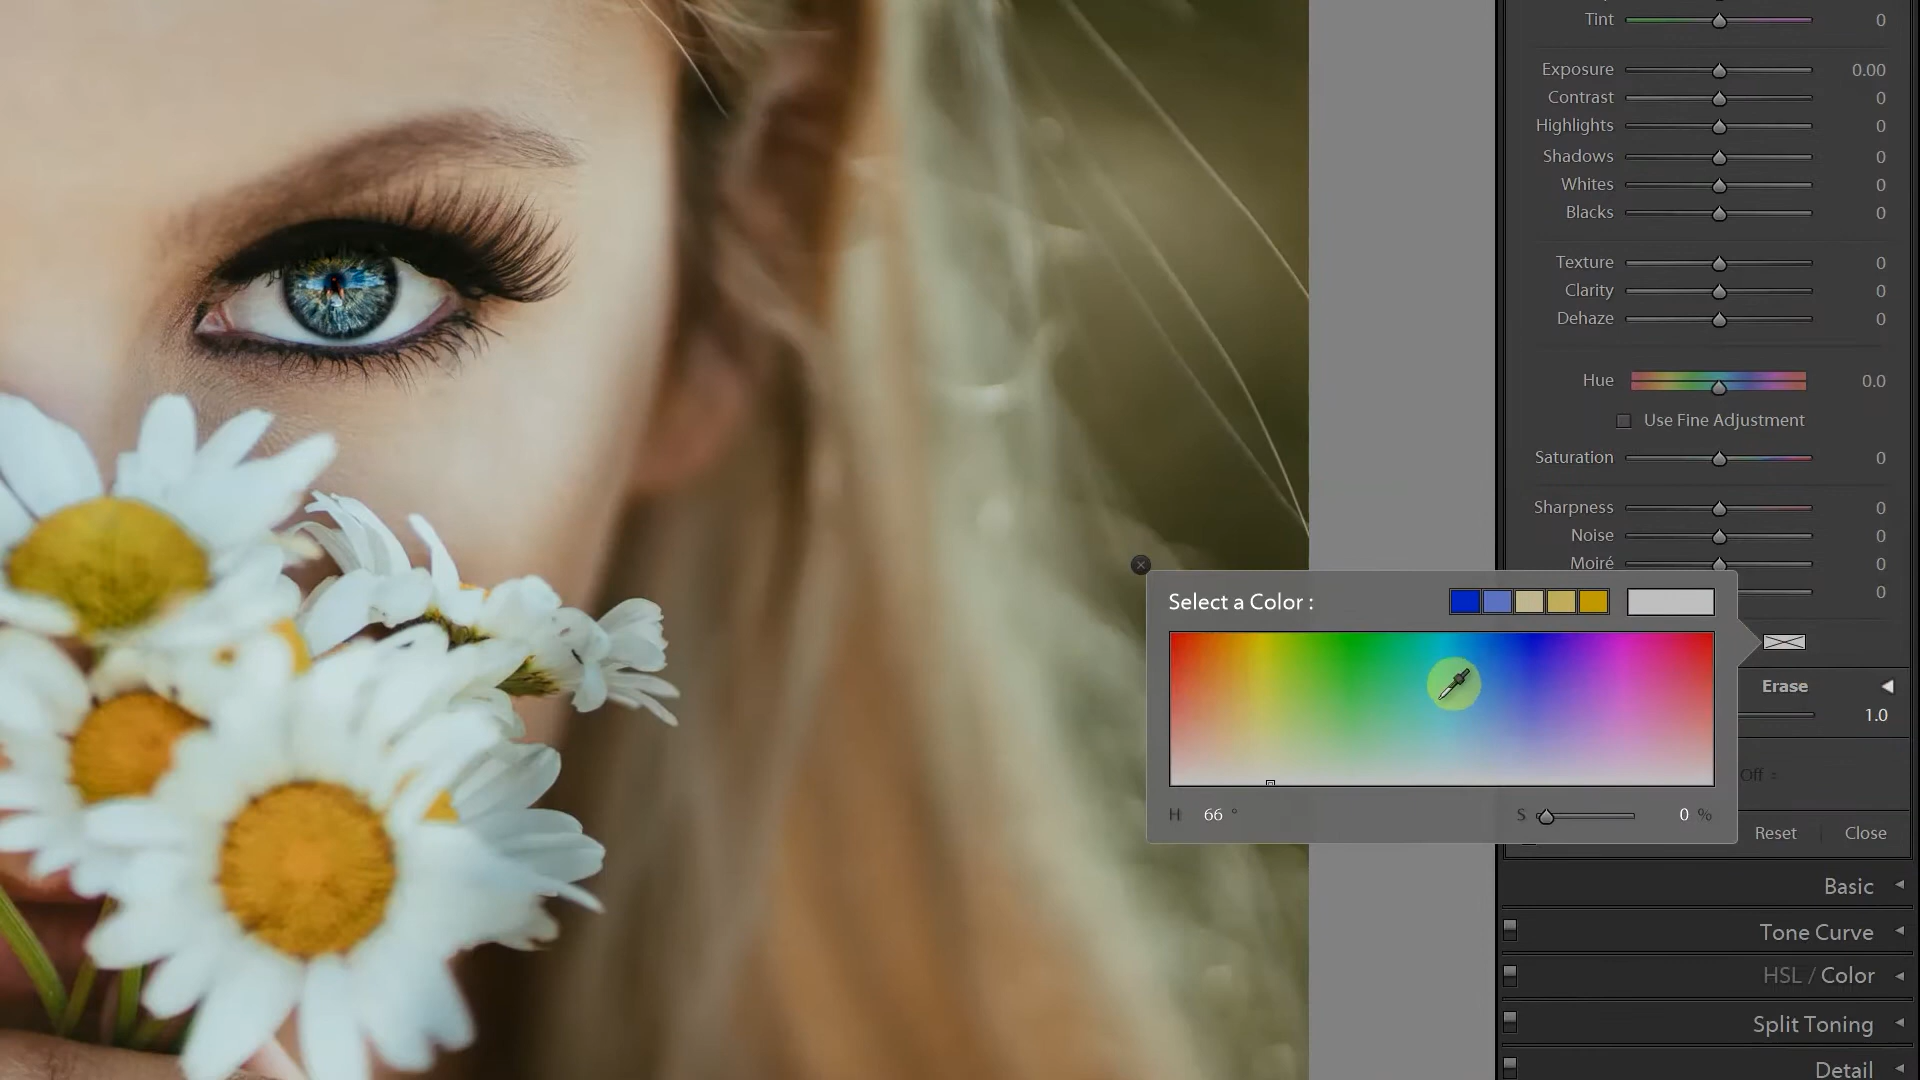 Tint 0
Exposure 0.00
Contrast 0
Highlights 0
Shadows 0
Whites 0
Blacks 0
Texture 0
Clarity 0
Dehaze 0
Hue 0.0
Use Fine Adjustment
Saturation 0
Sharpness 0
Noise 0
Moiré 0
0
Select a Color :
Erase
1.0
Off
H 66 ° S 0 %
Reset Close
Basic
Tone Curve
HSL / Color
Split Toning
Detail